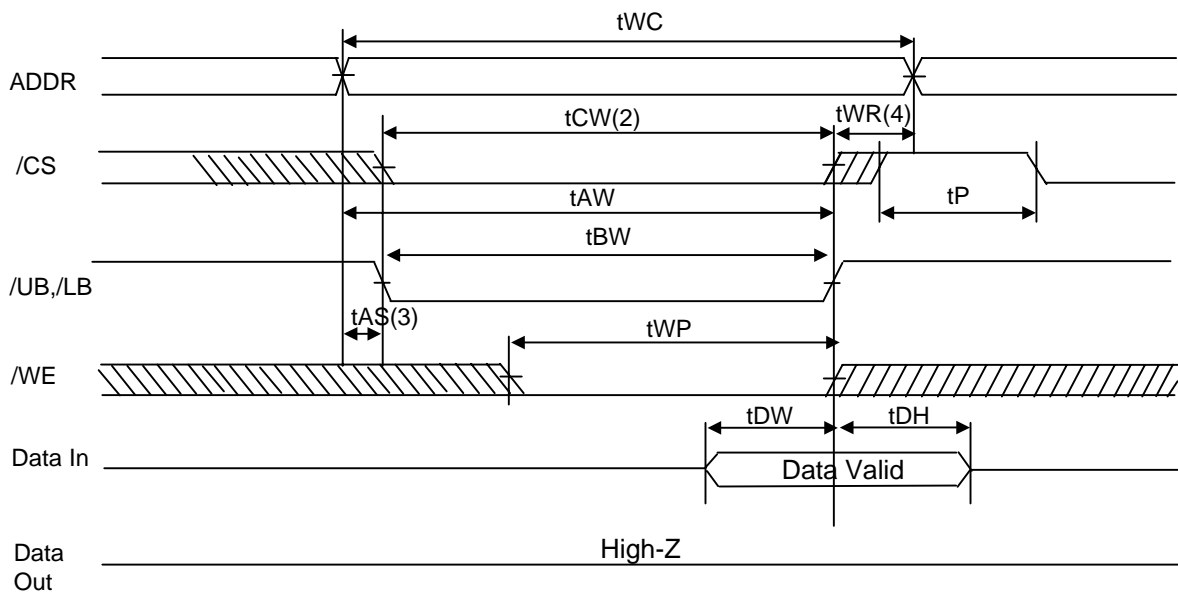 tWC
ADDR
tCW(2)
tWR(4)
/CS
tAW
tP
tBW
/UB,/LB
tAS(3)
tWP
/WE
tDW
tDH
Data In
Data Valid
High-Z
Data
Out